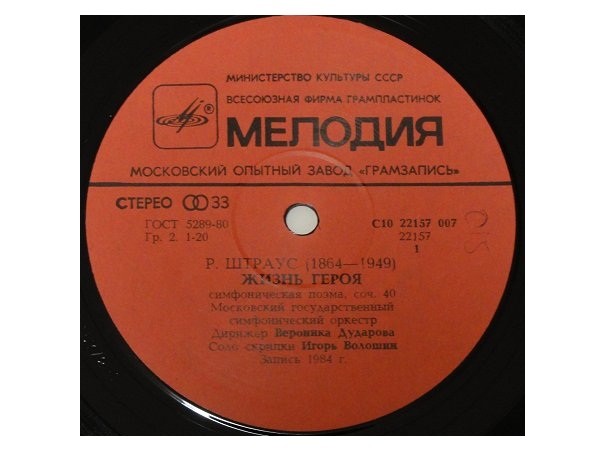 МИНИСТЕРСТВО КУЛЬТУРЫ СССР
ВСЕСОЮЗНАЯ ФИРМА ГРАМПЛАСТИНОК
® МЕЛОДИЯ
МОСКОВСКИЙ ОПЫТНЫЙ ЗАВОД «ГРАМЗАПИСЬ»
СТЕРЕО 33
ГОСТ 5289-80
Гр. 2. 1-20
С10 22157 007
22157
1
Р. ШТРАУС (1864—1949)
ЖИЗНЬ ГЕРОЯ
симфоническая поэма, соч. 40
Московский государственный
симфонический оркестр
Дирижер Вероника Дударова
Соло скрипки Игорь Волошин
Запись 1984 г.